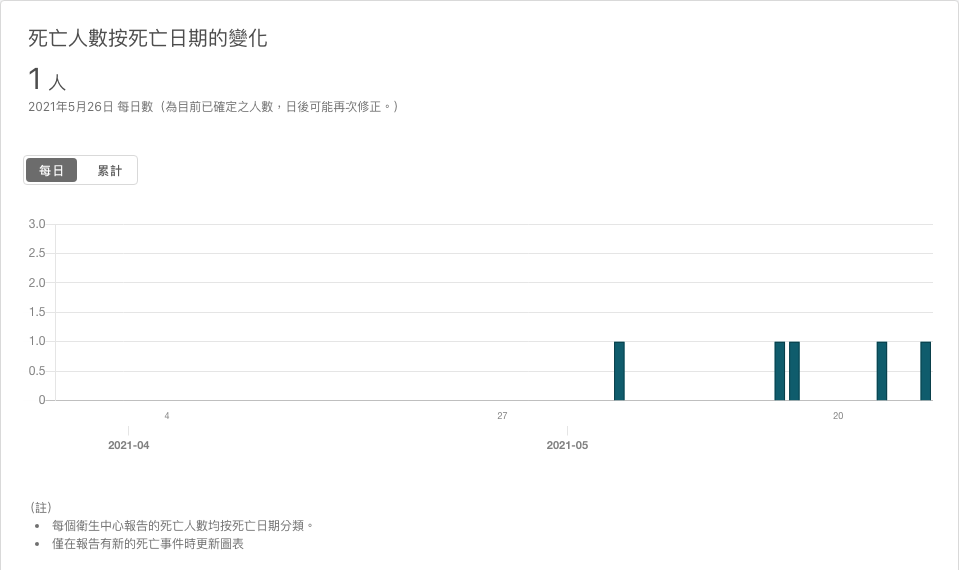 死亡人數按死亡日期的變化
1 人
2021年5月26日 每日數（為目前已確定之人數，日後可能再次修正。）
每日 累計
3.0
2.5
2.0
1.5
1.0
0.5
0
4 27 20
2021-04 2021-05
（註）
• 每個衛生中心報告的死亡人數均按死亡日期分類。
• 僅在報告有新的死亡事件時更新圖表